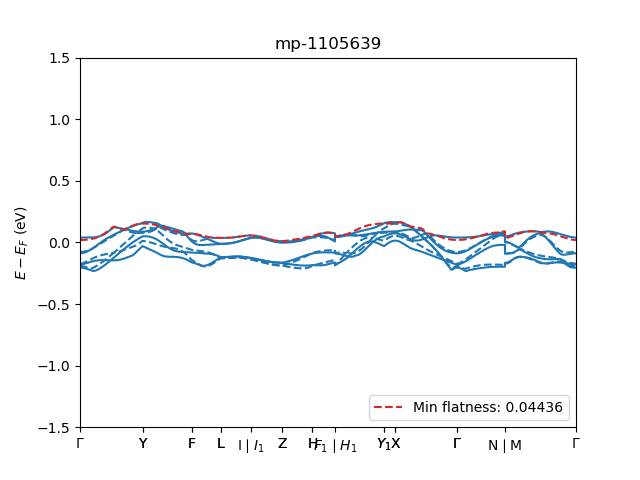 mp-1105639
E − E_F (eV)
1.5
1.0
0.5
0.0
−0.5
−1.0
−1.5
Min flatness: 0.04436
Γ Y F L I | I₁ Z H F₁ | H₁ Y₁ X Γ N | M Γ